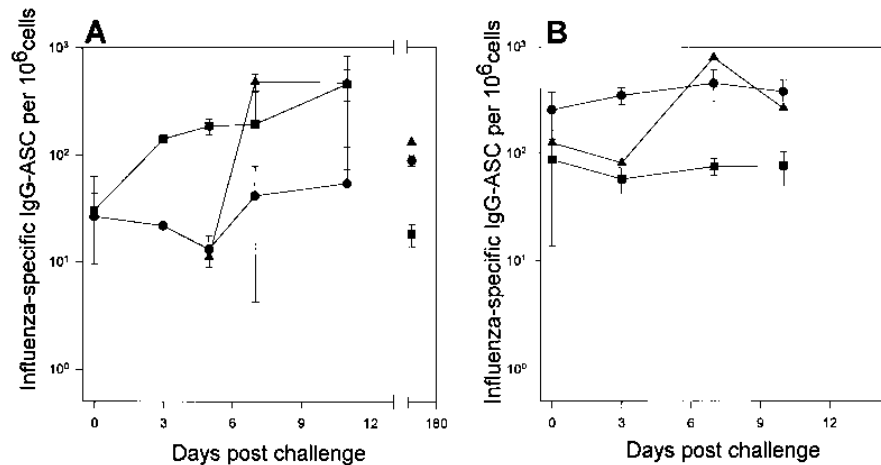 A
Influenza-specific IgG-ASC per 10⁶cells
10³
10²
10¹
10⁰
0 3 6 9 12 180
Days post challenge
B
Influenza-specific IgG-ASC per 10⁶cells
10³
10²
10¹
10⁰
0 3 6 9 12
Days post challenge